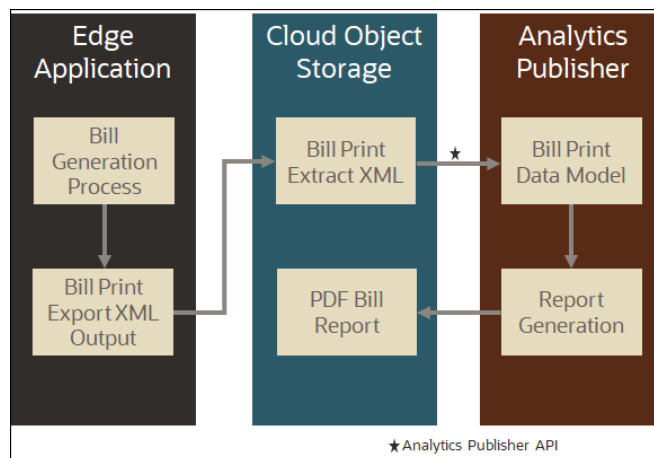 Edge
Application
Cloud Object
Storage
Analytics
Publisher
Bill
Generation
Process
Bill Print
Extract XML
Bill Print
Data Model
Bill Print
Export XML
Output
PDF Bill
Report
Report
Generation
★Analytics Publisher API